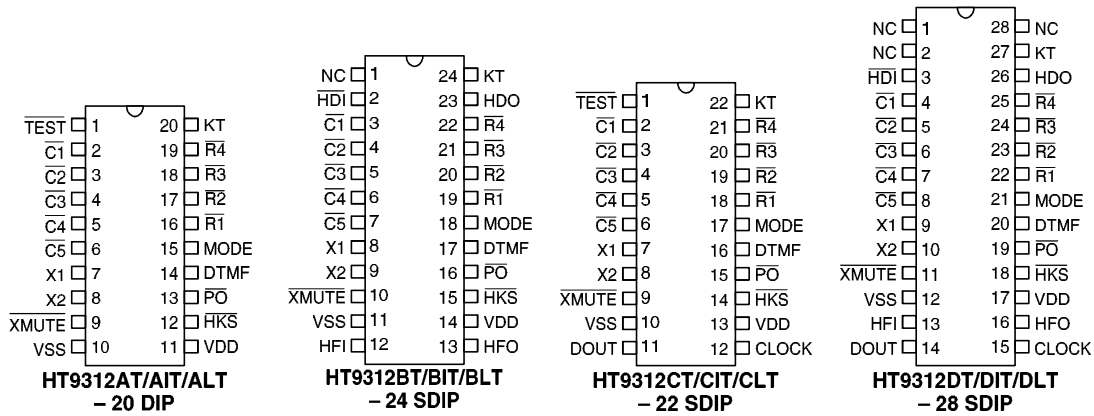 TEST 1 20 KT
C1 2 19 R4
C2 3 18 R3
C3 4 17 R2
C4 5 16 R1
C5 6 15 MODE
X1 7 14 DTMF
X2 8 13 PO
XMUTE 9 12 HKS
VSS 10 11 VDD
HT9312AT/AIT/ALT
– 20 DIP
NC 1 24 KT
HDI 2 23 HDO
C1 3 22 R4
C2 4 21 R3
C3 5 20 R2
C4 6 19 R1
C5 7 18 MODE
X1 8 17 DTMF
X2 9 16 PO
XMUTE 10 15 HKS
VSS 11 14 VDD
HFI 12 13 HFO
HT9312BT/BIT/BLT
– 24 SDIP
TEST 1 22 KT
C1 2 21 R4
C2 3 20 R3
C3 4 19 R2
C4 5 18 R1
C5 6 17 MODE
X1 7 16 DTMF
X2 8 15 PO
XMUTE 9 14 HKS
VSS 10 13 VDD
DOUT 11 12 CLOCK
HT9312CT/CIT/CLT
– 22 SDIP
NC 1 28 NC
NC 2 27 KT
HDI 3 26 HDO
C1 4 25 R4
C2 5 24 R3
C3 6 23 R2
C4 7 22 R1
C5 8 21 MODE
X1 9 20 DTMF
X2 10 19 PO
XMUTE 11 18 HKS
VSS 12 17 VDD
HFI 13 16 HFO
DOUT 14 15 CLOCK
HT9312DT/DIT/DLT
– 28 SDIP